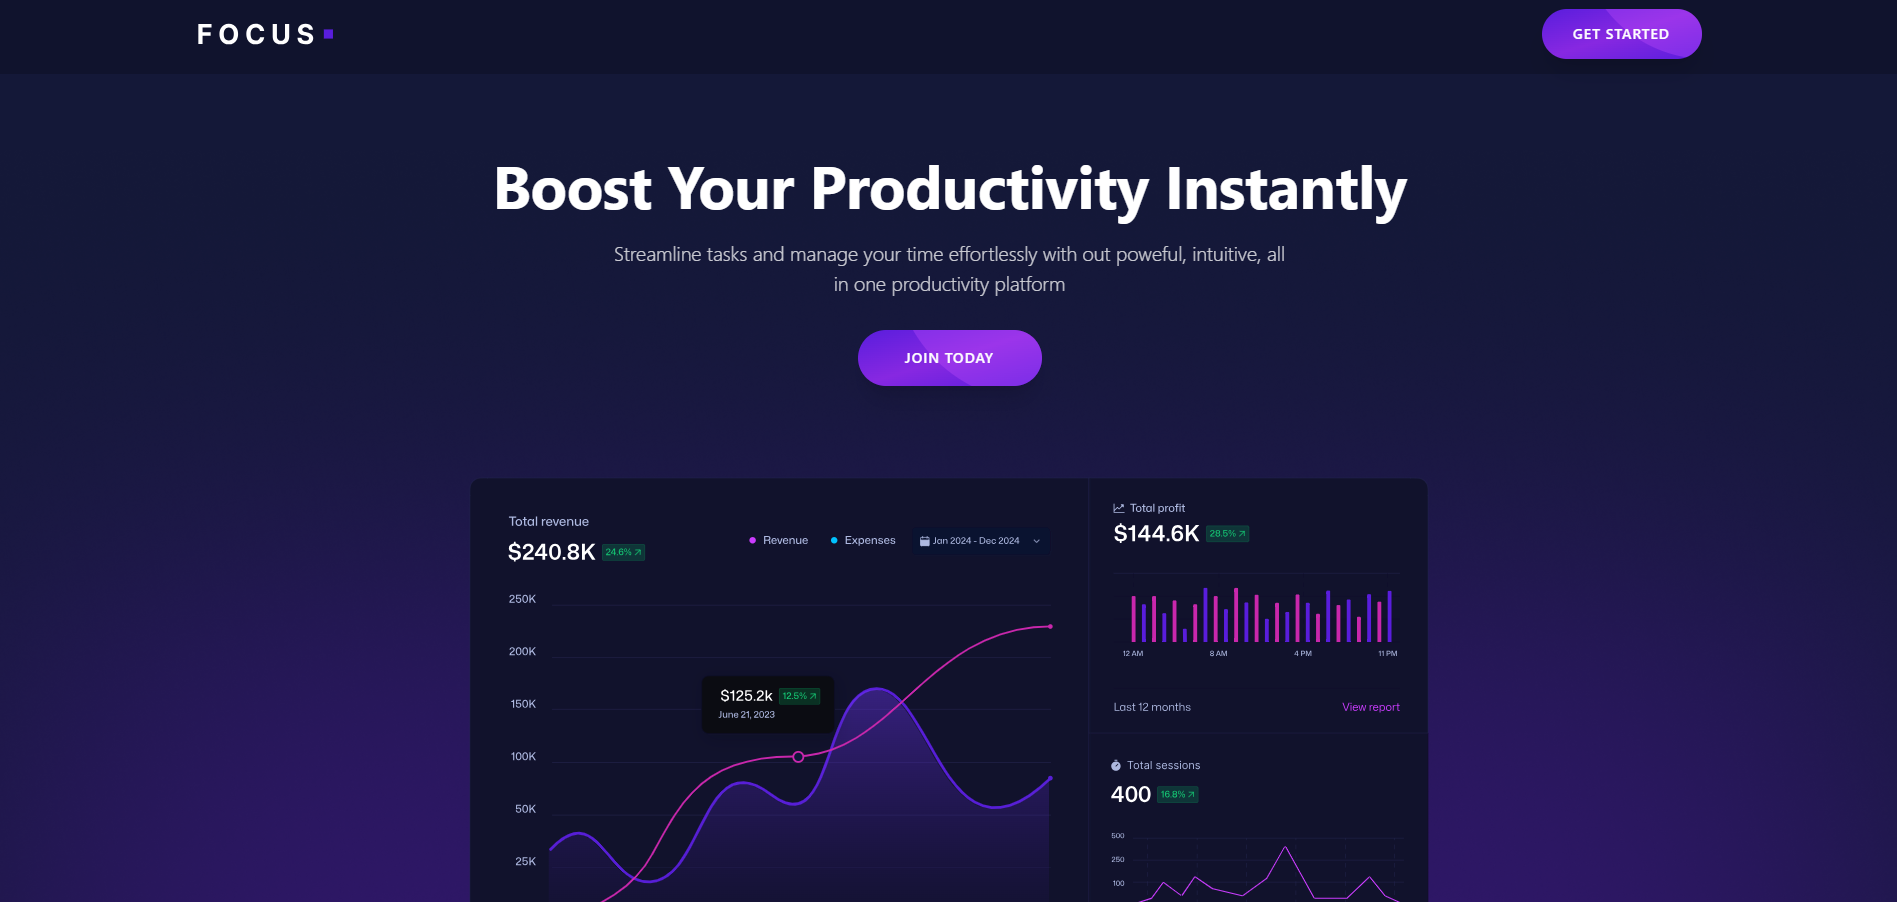 FOCUS
GET STARTED
Boost Your Productivity Instantly
Streamline tasks and manage your time effortlessly with out poweful, intuitive, all
in one productivity platform
JOIN TODAY
Total revenue
$240.8K 24.6%
Revenue
Expenses
Jan 2024 - Dec 2024
250K
200K
150K
100K
50K
25K
$125.2k 12.5%
June 21, 2023
Total profit
$144.6K 28.5%
12 AM 8 AM 4 PM 11 PM
Last 12 months View report
Total sessions
400 16.8%
500
250
100